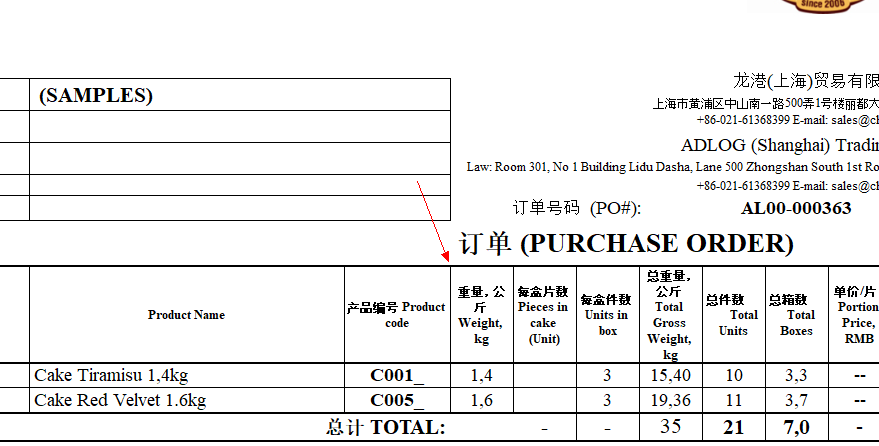 since 2006
(SAMPLES)
龙港(上海)贸易有限
上海市黄浦区中山南一路500弄1号楼丽都大
+86-021-61368399 E-mail: sales@ch
ADLOG (Shanghai) Tradin
Law: Room 301, No 1 Building Lidu Dasha, Lane 500 Zhongshan South 1st Ro
+86-021-61368399 E-mail: sales@ch
订单号码 (PO#): AL00-000363
订单 (PURCHASE ORDER)
Product Name
产品编号 Product
code
重量，公
斤
Weight,
kg
每盒片数
Pieces in
cake
(Unit)
每盒件数
Units in
box
总重量，
公斤
Total
Gross
Weight,
kg
总件数
Total
Units
总箱数
Total
Boxes
单价/片
Portion
Price,
RMB
Cake Tiramisu 1,4kg C001_ 1,4 3 15,40 10 3,3 --
Cake Red Velvet 1.6kg C005_ 1,6 3 19,36 11 3,7 --
总计 TOTAL: - - 35 21 7,0 -